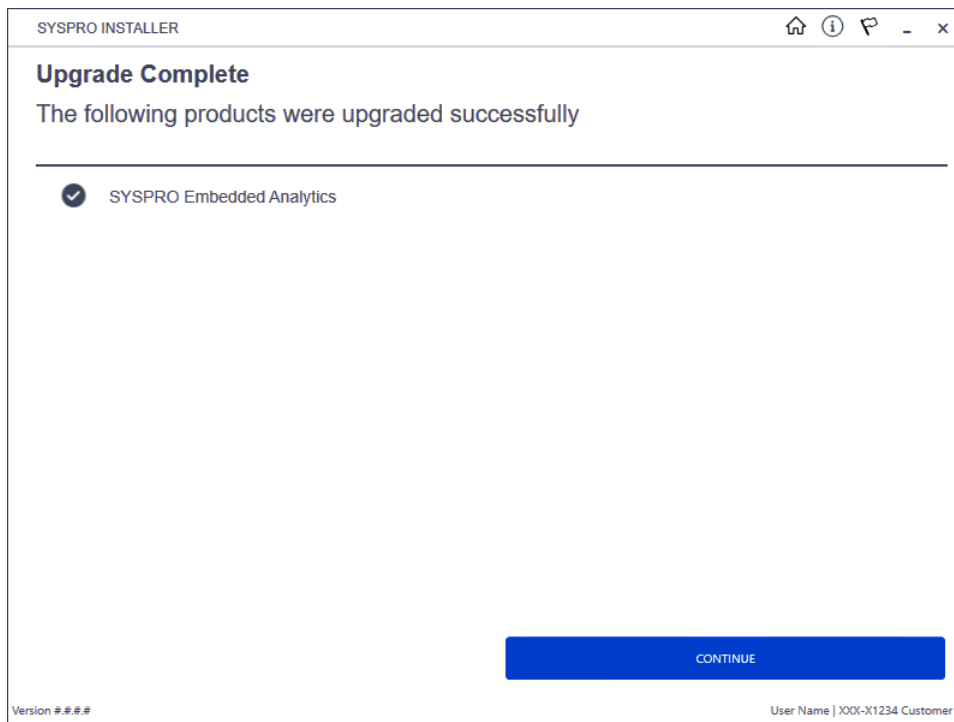 SYSPRO INSTALLER
Upgrade Complete
The following products were upgraded successfully
SYSPRO Embedded Analytics
CONTINUE
Version #.#.#.#
User Name | XXX-X1234 Customer